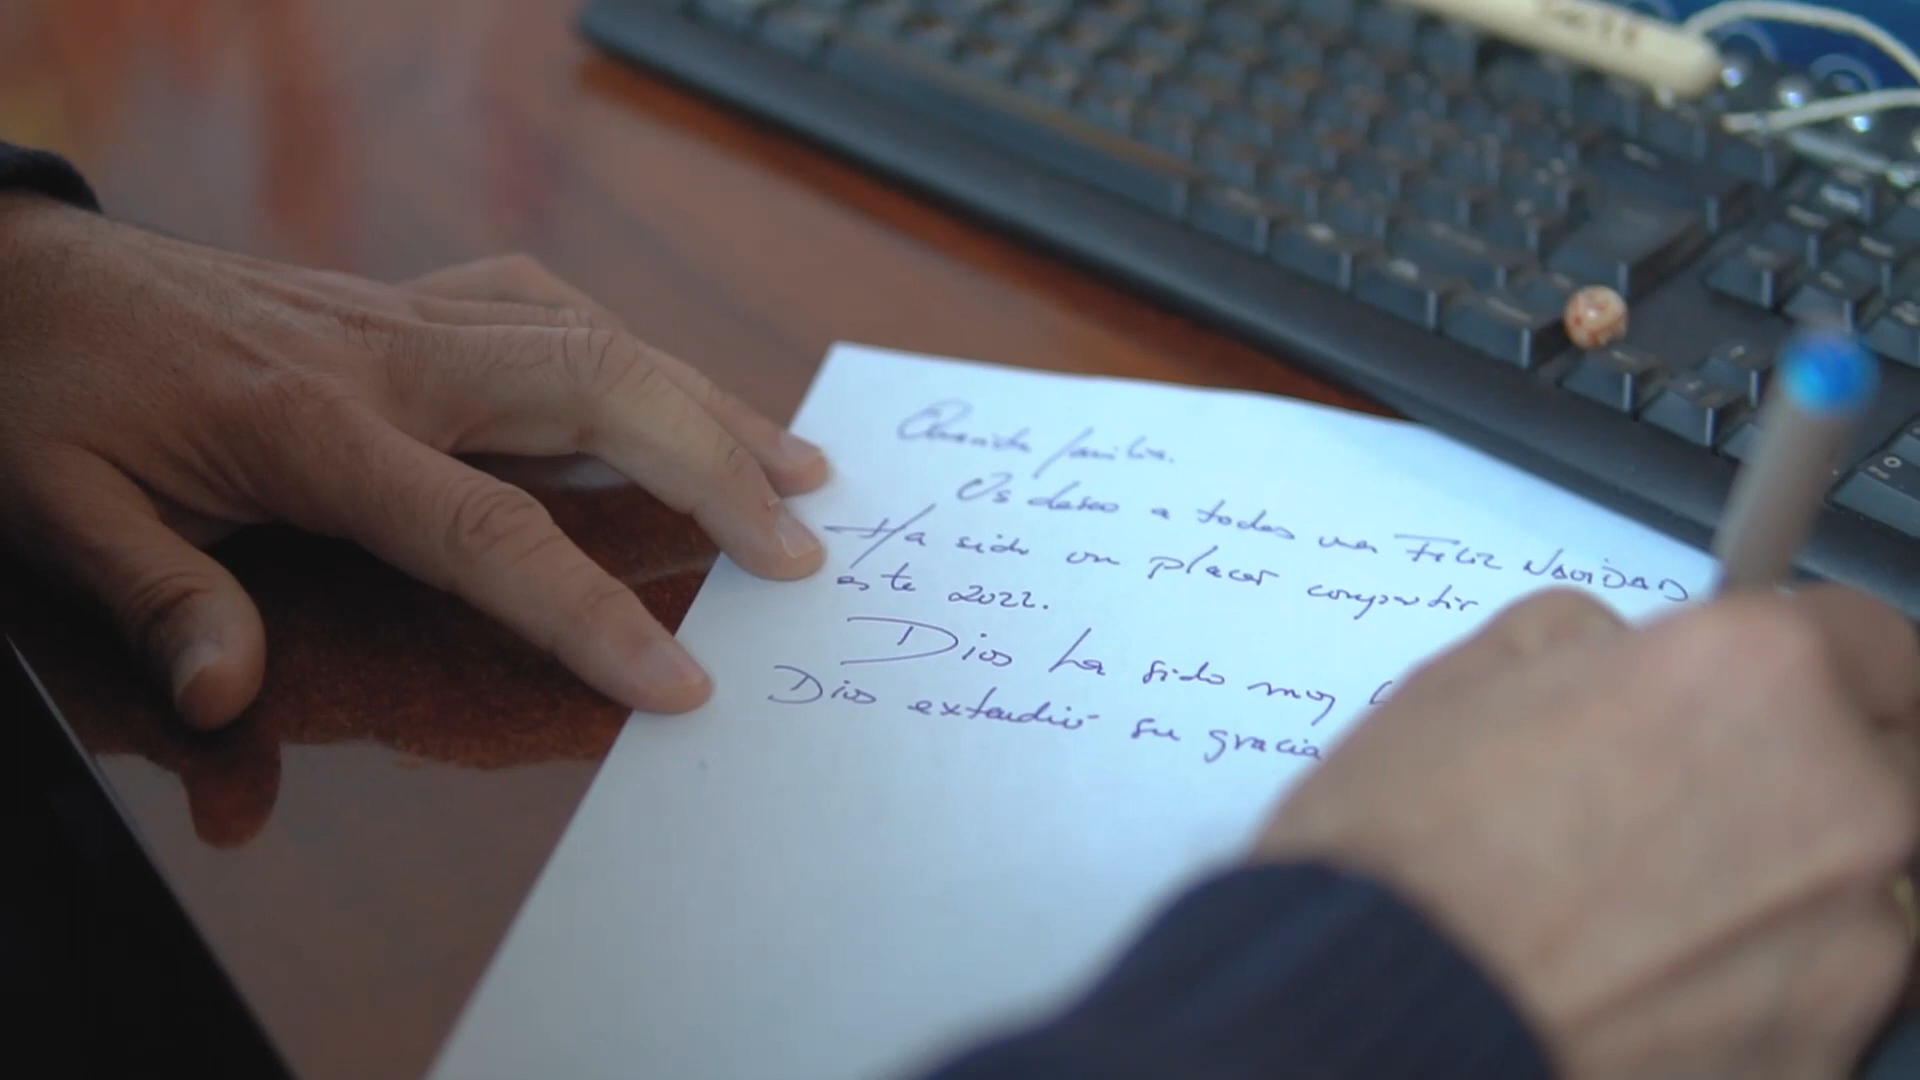 Querida familia.
Os deseo a todos una FELIZ NAVIDAD
Ha sido un placer compartir
este 2022.
Dios ha sido muy
Dios extendió su gracia